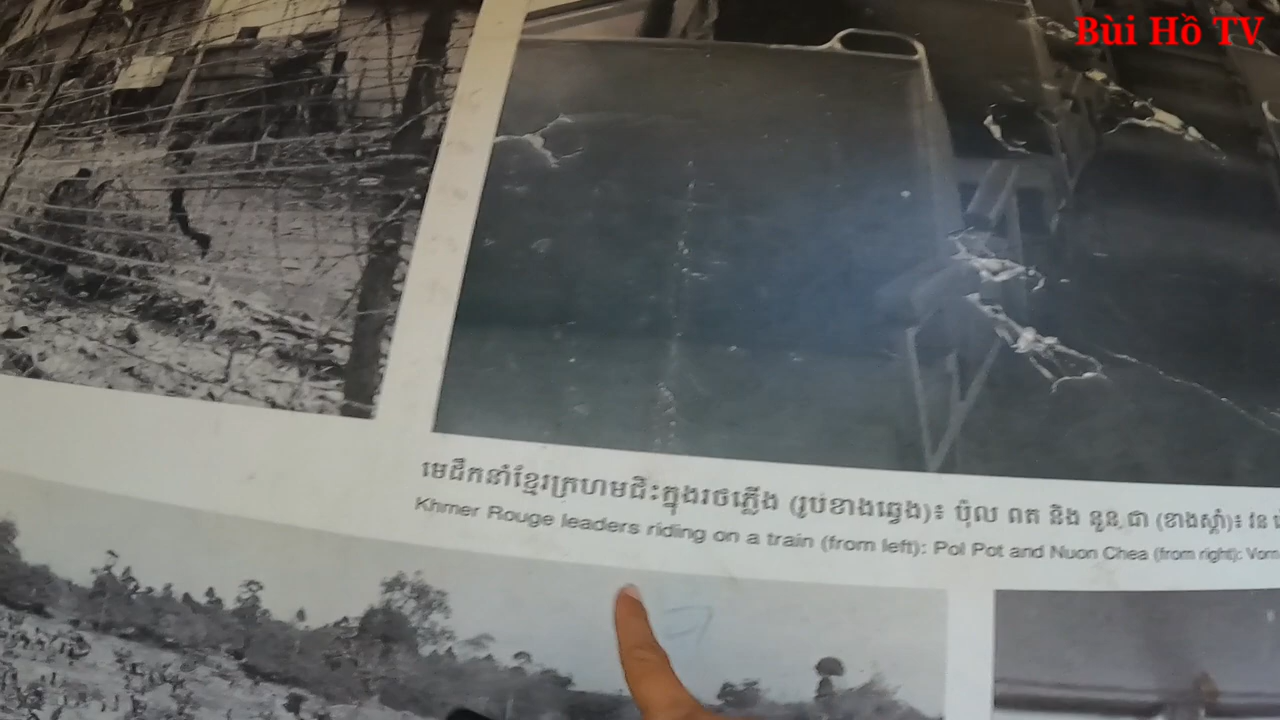 Bùi Hồ TV
មេដឹកនាំខ្មែរក្រហមជិះក្នុងរថភ្លើង (រូបខាងឆ្វេង)៖ ប៉ុល ពត និង នួន ជា (ខាងស្តាំ)៖ វន
Khmer Rouge leaders riding on a train (from left): Pol Pot and Nuon Chea (from right): Vorn